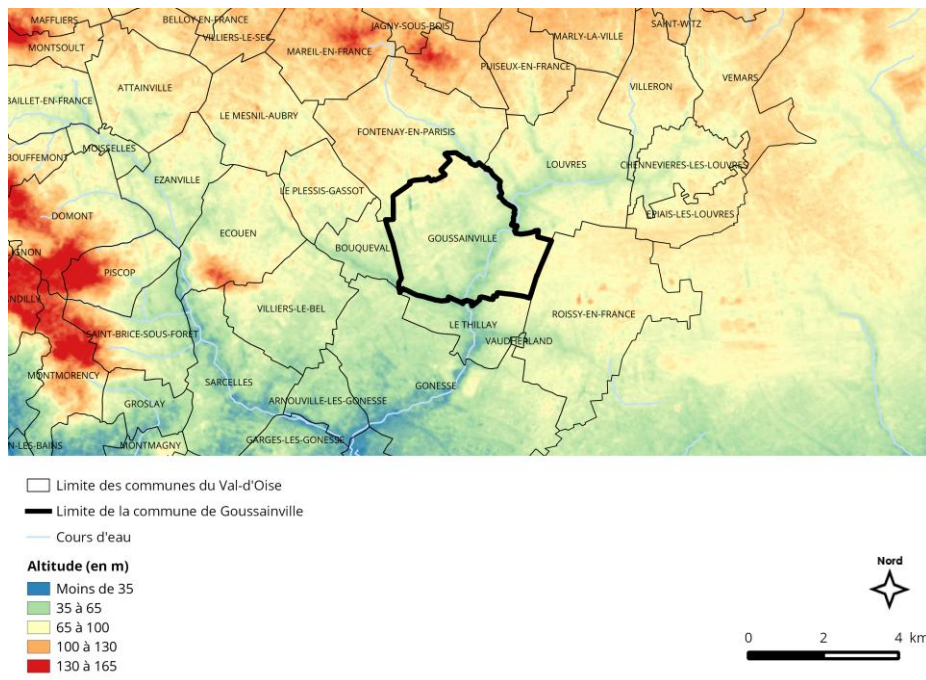 MAFFLIERS
BELLOY-EN-FRANCE
JAGNY-SOUS-BOIS
SAINT-WITZ
VILLIERS-LE-SEC
MARLY-LA-VILLE
MONTSOULT
MAREIL-EN-FRANCE
PUISEUX-EN-FRANCE
VEMARS
ATTAINVILLE
VILLERON
BAILLET-EN-FRANCE
LE MESNIL-AUBRY
FONTENAY-EN-PARISIS
MOISSELLES
BOUFFEMONT
LOUVRES
CHENNEVIERES-LES-LOUVRES
EZANVILLE
LE PLESSIS-GASSOT
DOMONT
EPIAIS-LES-LOUVRES
ECOUEN
GOUSSAINVILLE
BOUQUEVAL
IGNON
PISCOP
ANDILLY
VILLIERS-LE-BEL
ROISSY-EN-FRANCE
LE THILLAY
SAINT-BRICE-SOUS-FORET
VAUDHERLAND
MONTMORENCY
SARCELLES
GONESSE
GROSLAY
ARNOUVILLE-LES-GONESSE
N-LES-BAINS
MONTMAGNY
GARGES-LES-GONESSE
Limite des communes du Val-d'Oise
Limite de la commune de Goussainville
Cours d'eau
Altitude (en m)
Moins de 35
35 à 65
65 à 100
100 à 130
130 à 165
Nord
0 2 4 km